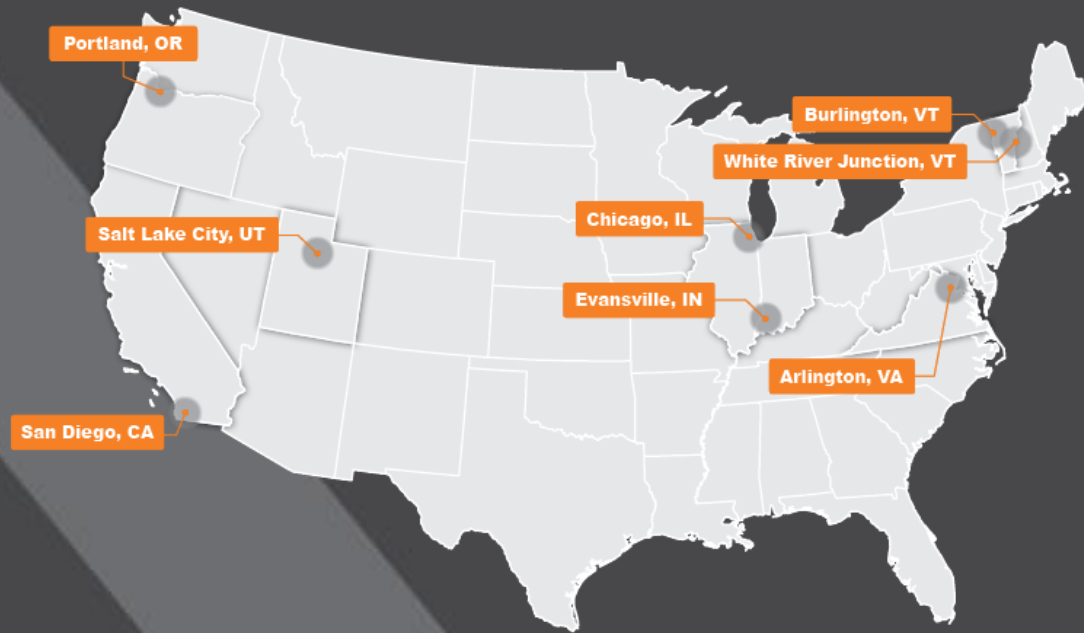 Portland, OR
Burlington, VT
White River Junction, VT
Chicago, IL
Salt Lake City, UT
Evansville, IN
Arlington, VA
San Diego, CA